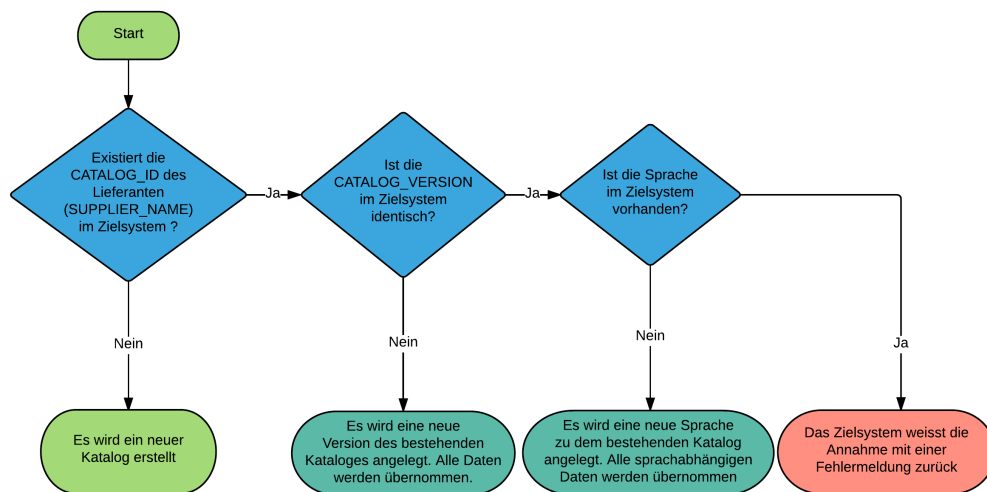 Start
Existiert die
CATALOG_ID des
Lieferanten
(SUPPLIER_NAME)
im Zielsystem ?
Ja
Ist die
CATALOG_VERSION
im Zielsystem
identisch?
Ja
Ist die Sprache
im Zielsystem
vorhanden?
Nein
Nein
Nein
Ja
Es wird ein neuer
Katalog erstellt
Es wird eine neue
Version des bestehenden
Kataloges angelegt. Alle Daten
werden übernommen.
Es wird eine neue Sprache
zu dem bestehenden Katalog
angelegt. Alle sprachabhängigen
Daten werden übernommen
Das Zielsystem weisst die
Annahme mit einer
Fehlermeldung zurück